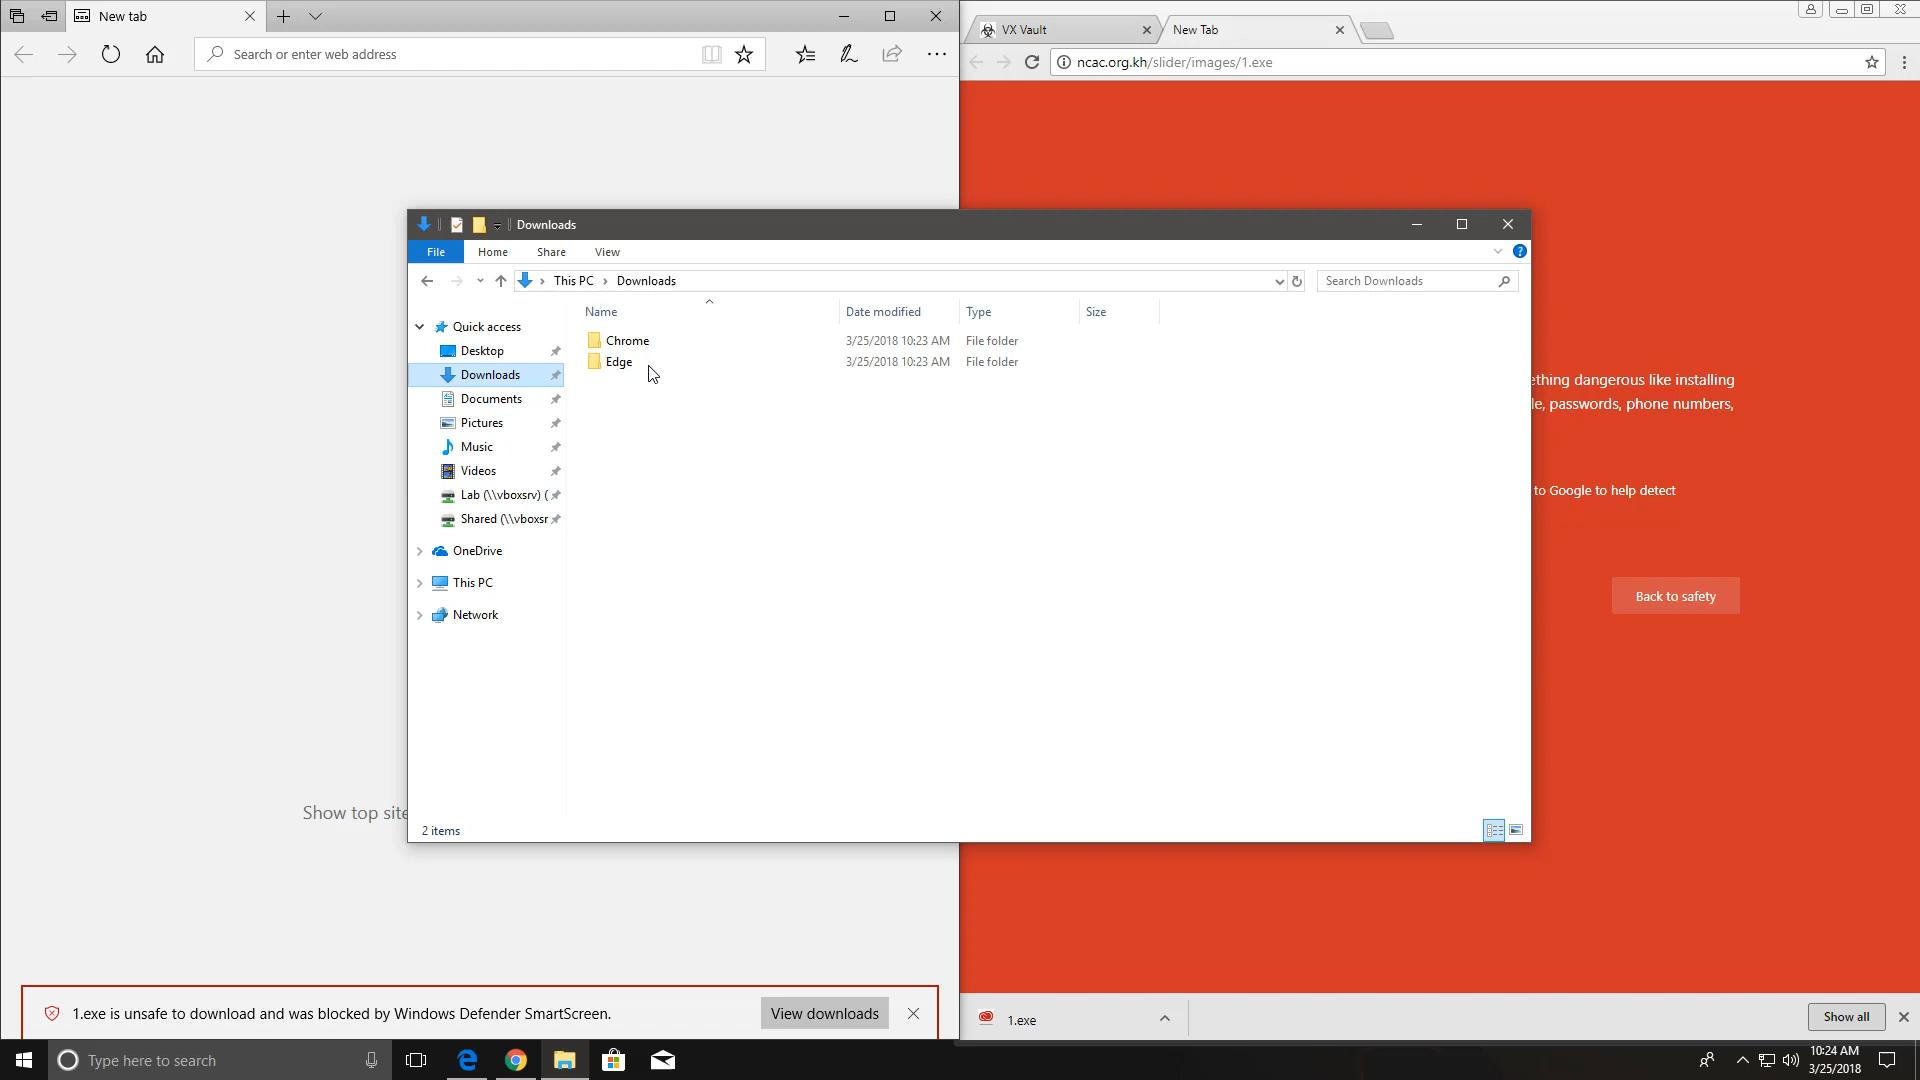 New tab
Search or enter web address
VX Vault
New Tab
ncac.org.kh/slider/images/1.exe
Downloads
File
Home
Share
View
?
This PC
Downloads
Search Downloads
Name
Date modified
Type
Size
Quick access
Desktop
Downloads
Documents
Pictures
Music
Videos
Lab (\\vboxsrv) (
Shared (\\vboxsr
OneDrive
This PC
Network
Chrome
3/25/2018 10:23 AM
File folder
Edge
3/25/2018 10:23 AM
File folder
2 items
ething dangerous like installing
le, passwords, phone numbers,
to Google to help detect
Back to safety
Show top site
1.exe is unsafe to download and was blocked by Windows Defender SmartScreen.
View downloads
1.exe
Show all
Type here to search
10:24 AM
3/25/2018